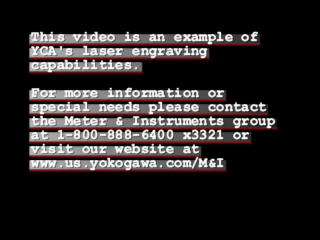 This video is an example of
YCA's laser engraving
capabilities.
For more information or
special needs please contact
the Meter & Instruments group
at 1-800-888-6400 x3321 or
visit our website at
www.us.yokogawa.com/M&I